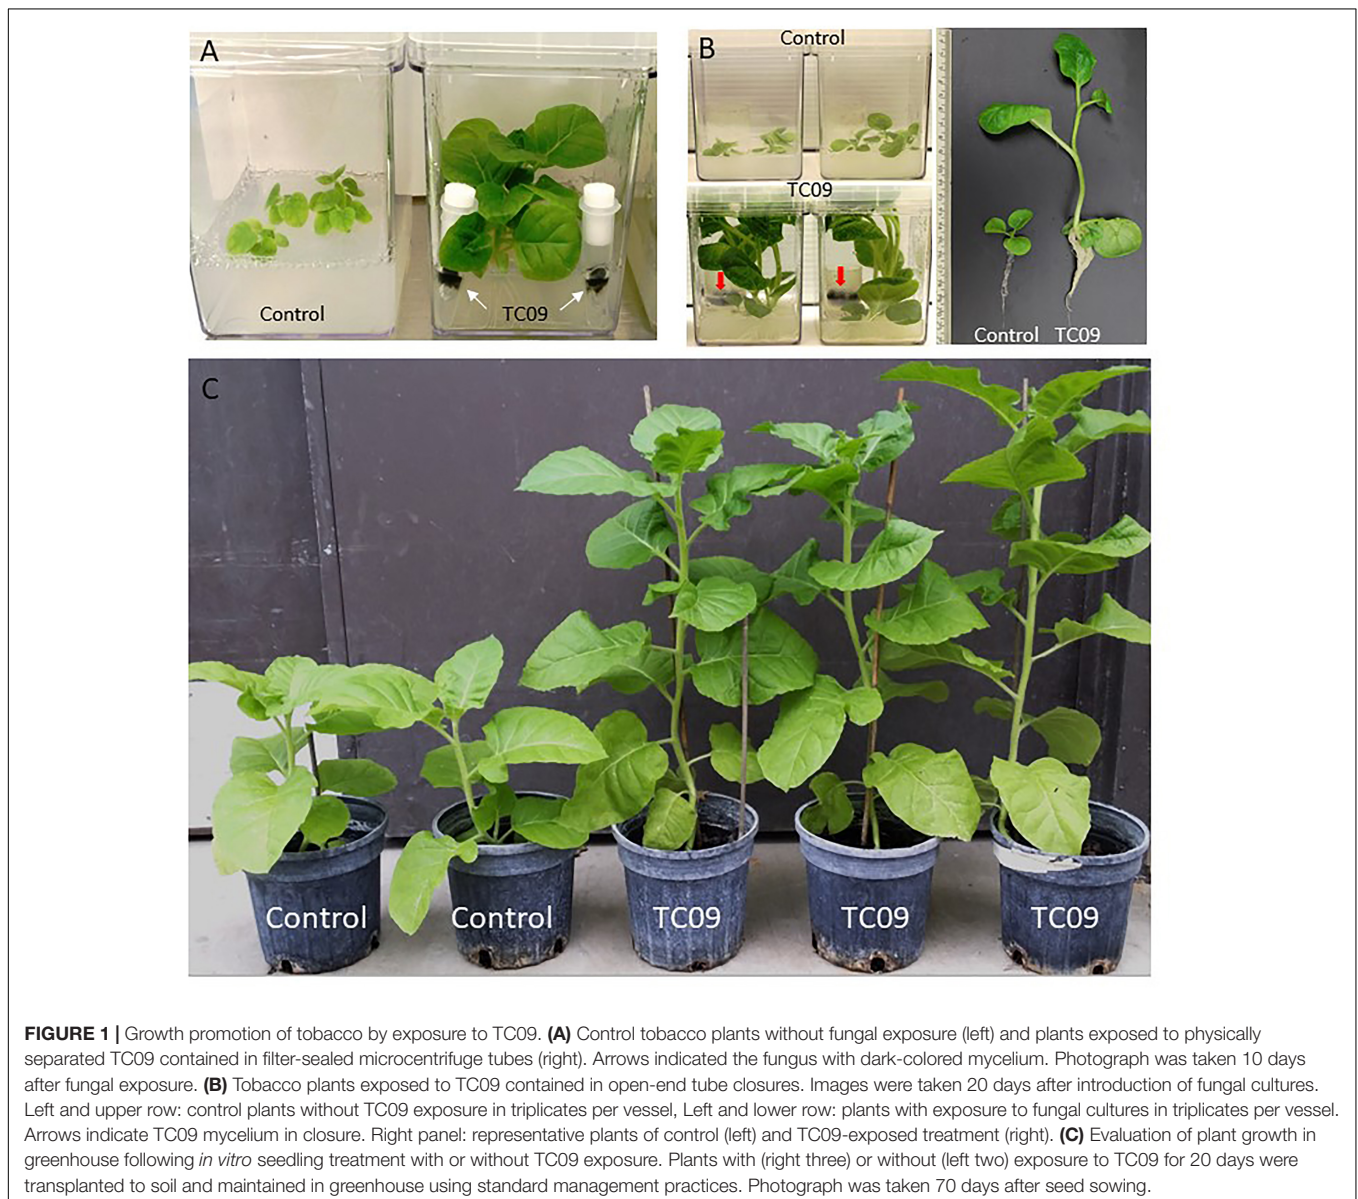 A
Control
TC09
B
Control
TC09
Control TC09
C
Control
Control
TC09
TC09
TC09
FIGURE 1 | Growth promotion of tobacco by exposure to TC09. (A) Control tobacco plants without fungal exposure (left) and plants exposed to physically
separated TC09 contained in filter-sealed microcentrifuge tubes (right). Arrows indicated the fungus with dark-colored mycelium. Photograph was taken 10 days
after fungal exposure. (B) Tobacco plants exposed to TC09 contained in open-end tube closures. Images were taken 20 days after introduction of fungal cultures.
Left and upper row: control plants without TC09 exposure in triplicates per vessel, Left and lower row: plants with exposure to fungal cultures in triplicates per vessel.
Arrows indicate TC09 mycelium in closure. Right panel: representative plants of control (left) and TC09-exposed treatment (right). (C) Evaluation of plant growth in
greenhouse following in vitro seedling treatment with or without TC09 exposure. Plants with (right three) or without (left two) exposure to TC09 for 20 days were
transplanted to soil and maintained in greenhouse using standard management practices. Photograph was taken 70 days after seed sowing.